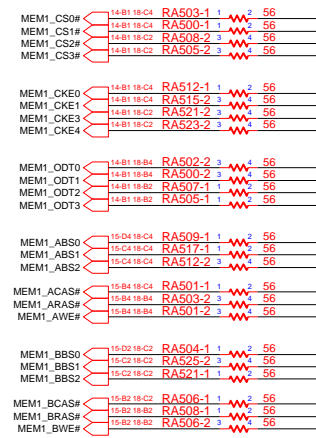 MEM1_CS0# 14-B1 18-C4 RA503-1 1 2 56
MEM1_CS1# 14-B1 18-C4 RA500-1 1 2 56
MEM1_CS2# 14-B1 18-C2 RA508-2 3 4 56
MEM1_CS3# 14-B1 18-C2 RA505-2 3 4 56
MEM1_CKE0 14-B1 18-C4 RA512-1 1 2 56
MEM1_CKE1 14-B1 18-C4 RA515-2 3 4 56
MEM1_CKE3 14-B1 18-C2 RA521-2 3 4 56
MEM1_CKE4 14-B1 18-C2 RA523-2 3 4 56
MEM1_ODT0 14-B1 18-B4 RA502-2 3 4 56
MEM1_ODT1 14-B1 18-B4 RA500-2 3 4 56
MEM1_ODT2 14-B1 18-B2 RA507-1 1 2 56
MEM1_ODT3 14-B1 18-B2 RA505-1 1 2 56
MEM1_ABS0 15-D4 18-C4 RA509-1 1 2 56
MEM1_ABS1 15-C4 18-C4 RA517-1 1 2 56
MEM1_ABS2 15-C4 18-C4 RA512-2 3 4 56
MEM1_ACAS# 15-B4 18-C4 RA501-1 1 2 56
MEM1_ARAS# 15-B4 18-B4 RA503-2 3 4 56
MEM1_AWE# 15-B4 18-B4 RA501-2 3 4 56
MEM1_BBS0 15-D2 18-C2 RA504-1 1 2 56
MEM1_BBS1 15-C2 18-C2 RA525-2 3 4 56
MEM1_BBS2 15-C2 18-C2 RA521-1 1 2 56
MEM1_BCAS# 15-B2 18-C2 RA506-1 1 2 56
MEM1_BRAS# 15-B2 18-B2 RA508-1 1 2 56
MEM1_BWE# 15-B2 18-B2 RA506-2 3 4 56